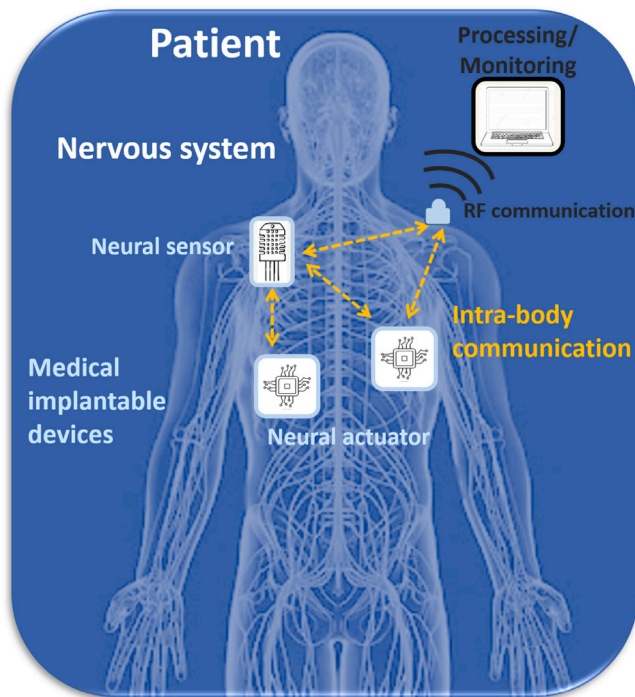 Patient
Processing/
Monitoring
Nervous system
RF communication
Neural sensor
Intra-body
communication
Medical
implantable
devices
Neural actuator